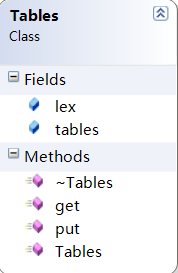 Tables
Class
Fields
lex
tables
Methods
~Tables
get
put
Tables